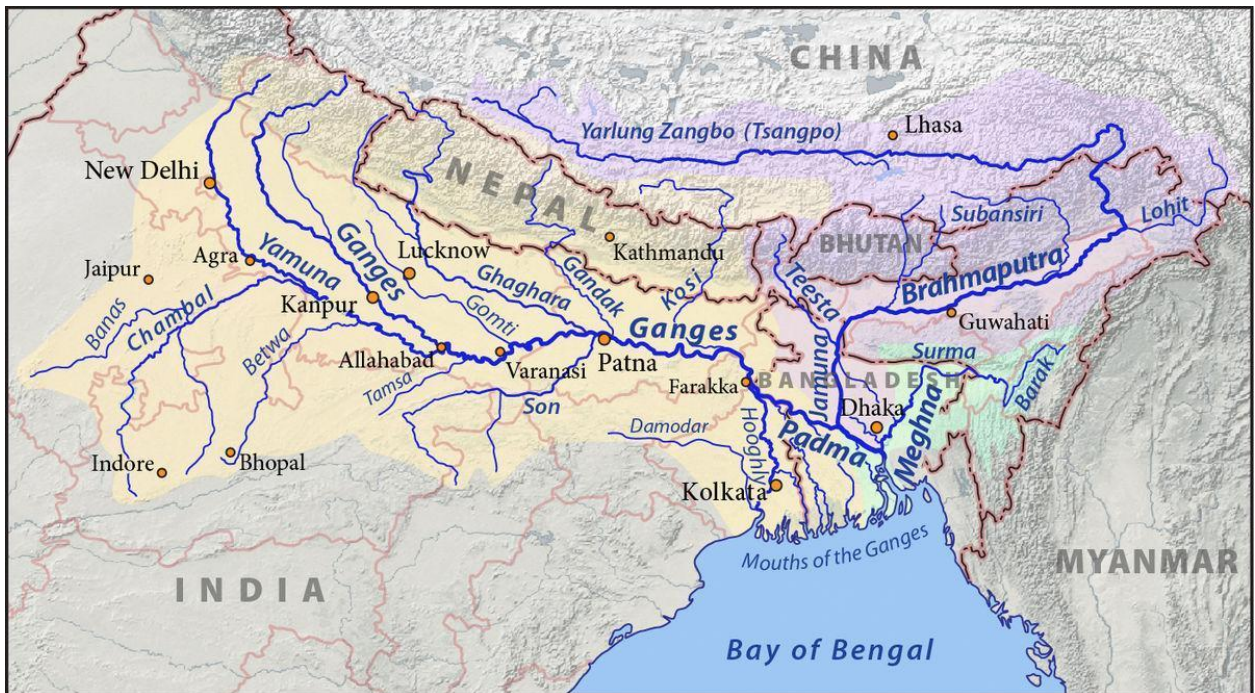 CHINA
Yarlung Zangbo (Tsangpo)
Lhasa
New Delhi
NEPAL
Subansiri
Lohit
BHUTAN
Kathmandu
Agra
Yamuna
Ganges
Lucknow
Jaipur
Ghaghara
Gandak
Kosi
Teesta
Brahmaputra
Banas
Chambal
Kanpur
Gomti
Guwahati
Betwa
Ganges
Allahabad
Varanasi
Patna
Surma
Tamsa
Farakka
BANGLADESH
Jamuna
Barak
Son
Dhaka
Damodar
Hooghly
Padma
Meghna
Indore
Bhopal
Kolkata
Mouths of the Ganges
INDIA
MYANMAR
Bay of Bengal